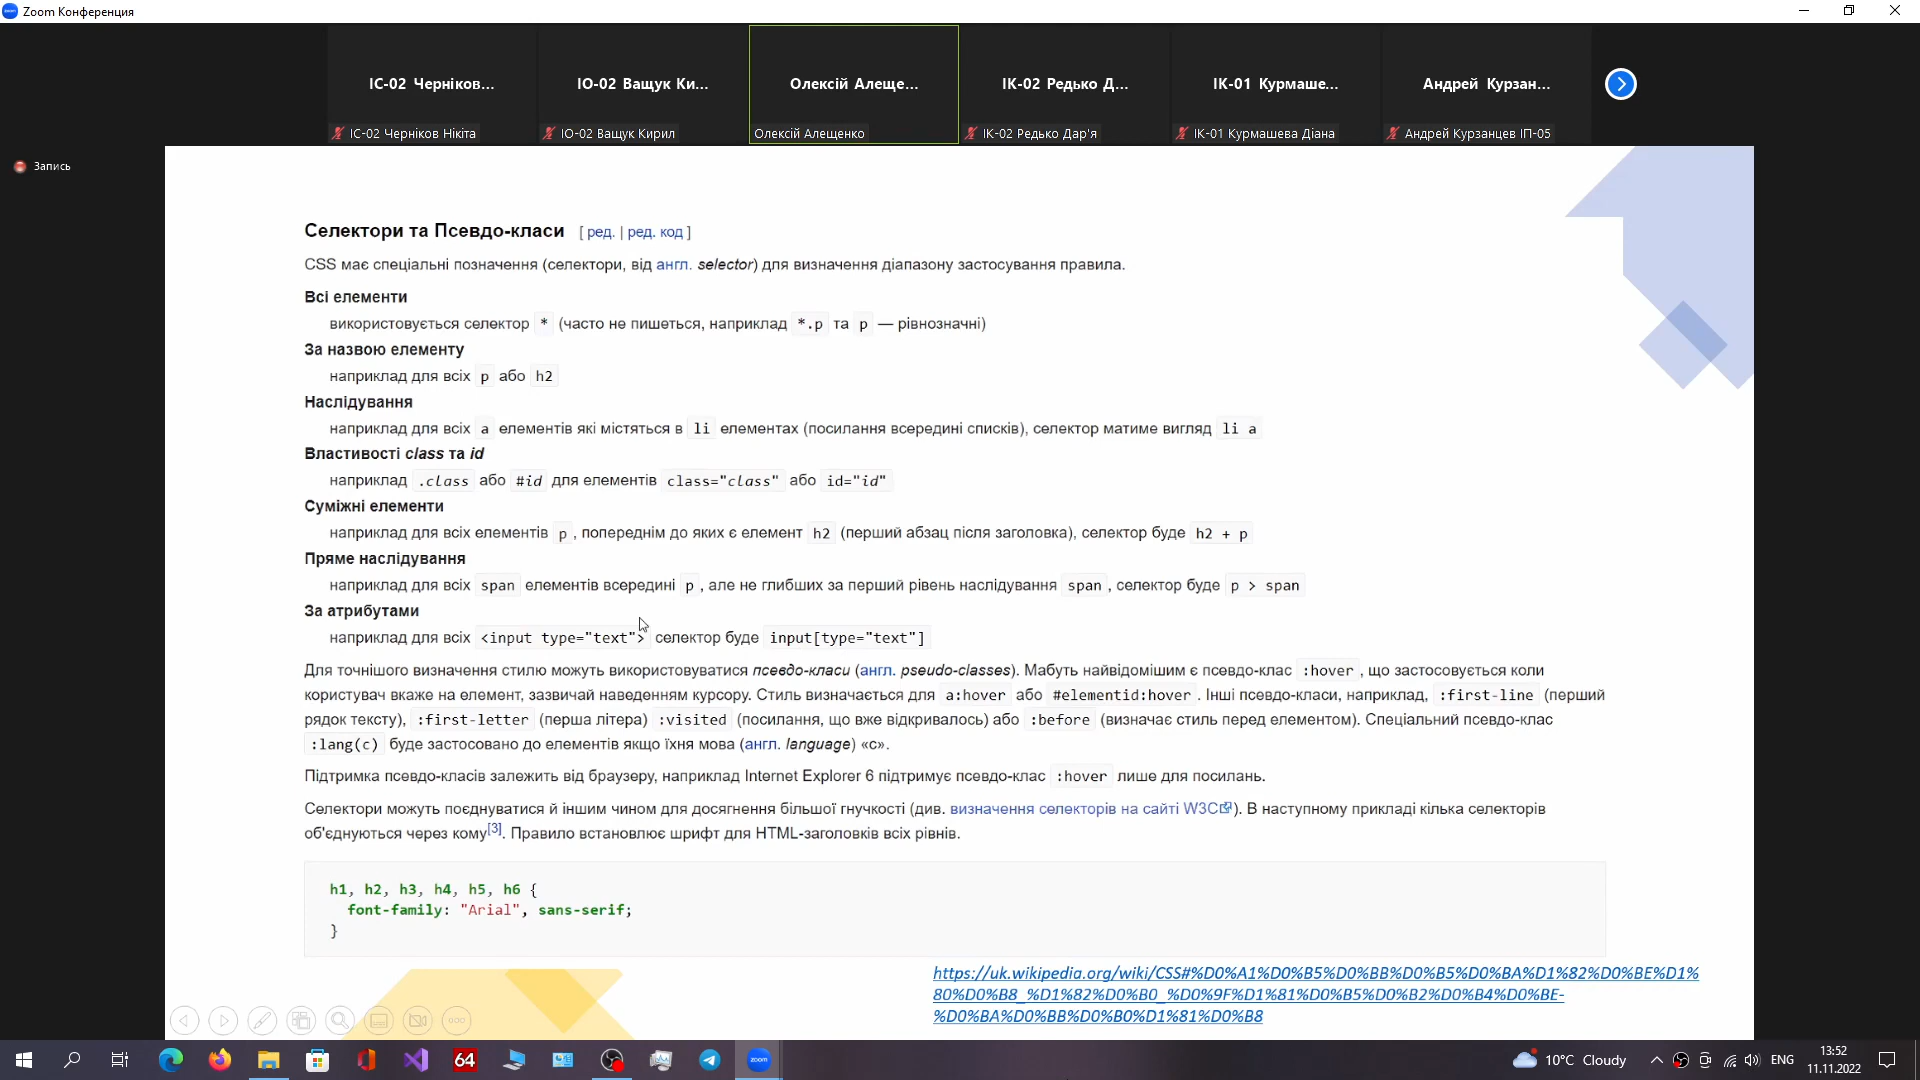 Zoom Конференция
ІС-02 Черніков...
ІО-02 Ващук Ки...
Олексій Алеще...
ІК-02 Редько Д...
ІК-01 Курмаше...
Андрей Курзан...
ІС-02 Черніков Нікіта
ІО-02 Ващук Кирил
Олексій Алещенко
ІК-02 Редько Дар'я
ІК-01 Курмашева Діана
Андрей Курзанцев ІП-05
Запись
Селектори та Псевдо-класи [ ред. | ред. код ]
CSS має спеціальні позначення (селектори, від англ. selector) для визначення діапазону застосування правила.
Всі елементи
використовується селектор * (часто не пишеться, наприклад *.p та p — рівнозначні)
За назвою елементу
наприклад для всіх p або h2
Наслідування
наприклад для всіх a елементів які містяться в li елементах (посилання всередині списків), селектор матиме вигляд li a
Властивості class та id
наприклад .class або #id для елементів class="class" або id="id"
Суміжні елементи
наприклад для всіх елементів p , попереднім до яких є елемент h2 (перший абзац після заголовка), селектор буде h2 + p
Пряме наслідування
наприклад для всіх span елементів всередині p , але не глибших за перший рівень наслідування span , селектор буде p > span
За атрибутами
наприклад для всіх <input type="text"> селектор буде input[type="text"]
Для точнішого визначення стилю можуть використовуватися псевдо-класи (англ. pseudo-classes). Мабуть найвідомішим є псевдо-клас :hover , що застосовується коли
користувач вкаже на елемент, зазвичай наведенням курсору. Стиль визначається для a:hover або #elementid:hover . Інші псевдо-класи, наприклад, :first-line (перший
рядок тексту), :first-letter (перша літера) :visited (посилання, що вже відкривалось) або :before (визначає стиль перед елементом). Спеціальний псевдо-клас
:lang(c) буде застосовано до елементів якщо їхня мова (англ. language) «c».
Підтримка псевдо-класів залежить від браузеру, наприклад Internet Explorer 6 підтримує псевдо-клас :hover лише для посилань.
Селектори можуть поєднуватися й іншим чином для досягнення більшої гнучкості (див. визначення селекторів на сайті W3C). В наступному прикладі кілька селекторів
об'єднуються через кому[3]. Правило встановлює шрифт для HTML-заголовків всіх рівнів.
h1, h2, h3, h4, h5, h6 {
font-family: "Arial", sans-serif;
}
https://uk.wikipedia.org/wiki/CSS#%D0%A1%D0%B5%D0%BB%D0%B5%D0%BA%D1%82%D0%BE%D1%
80%D0%B8_%D1%82%D0%B0_%D0%9F%D1%81%D0%B5%D0%B2%D0%B4%D0%BE-
%D0%BA%D0%BB%D0%B0%D1%81%D0%B8
64
zoom
10°C Cloudy
ENG
13:52
11.11.2022